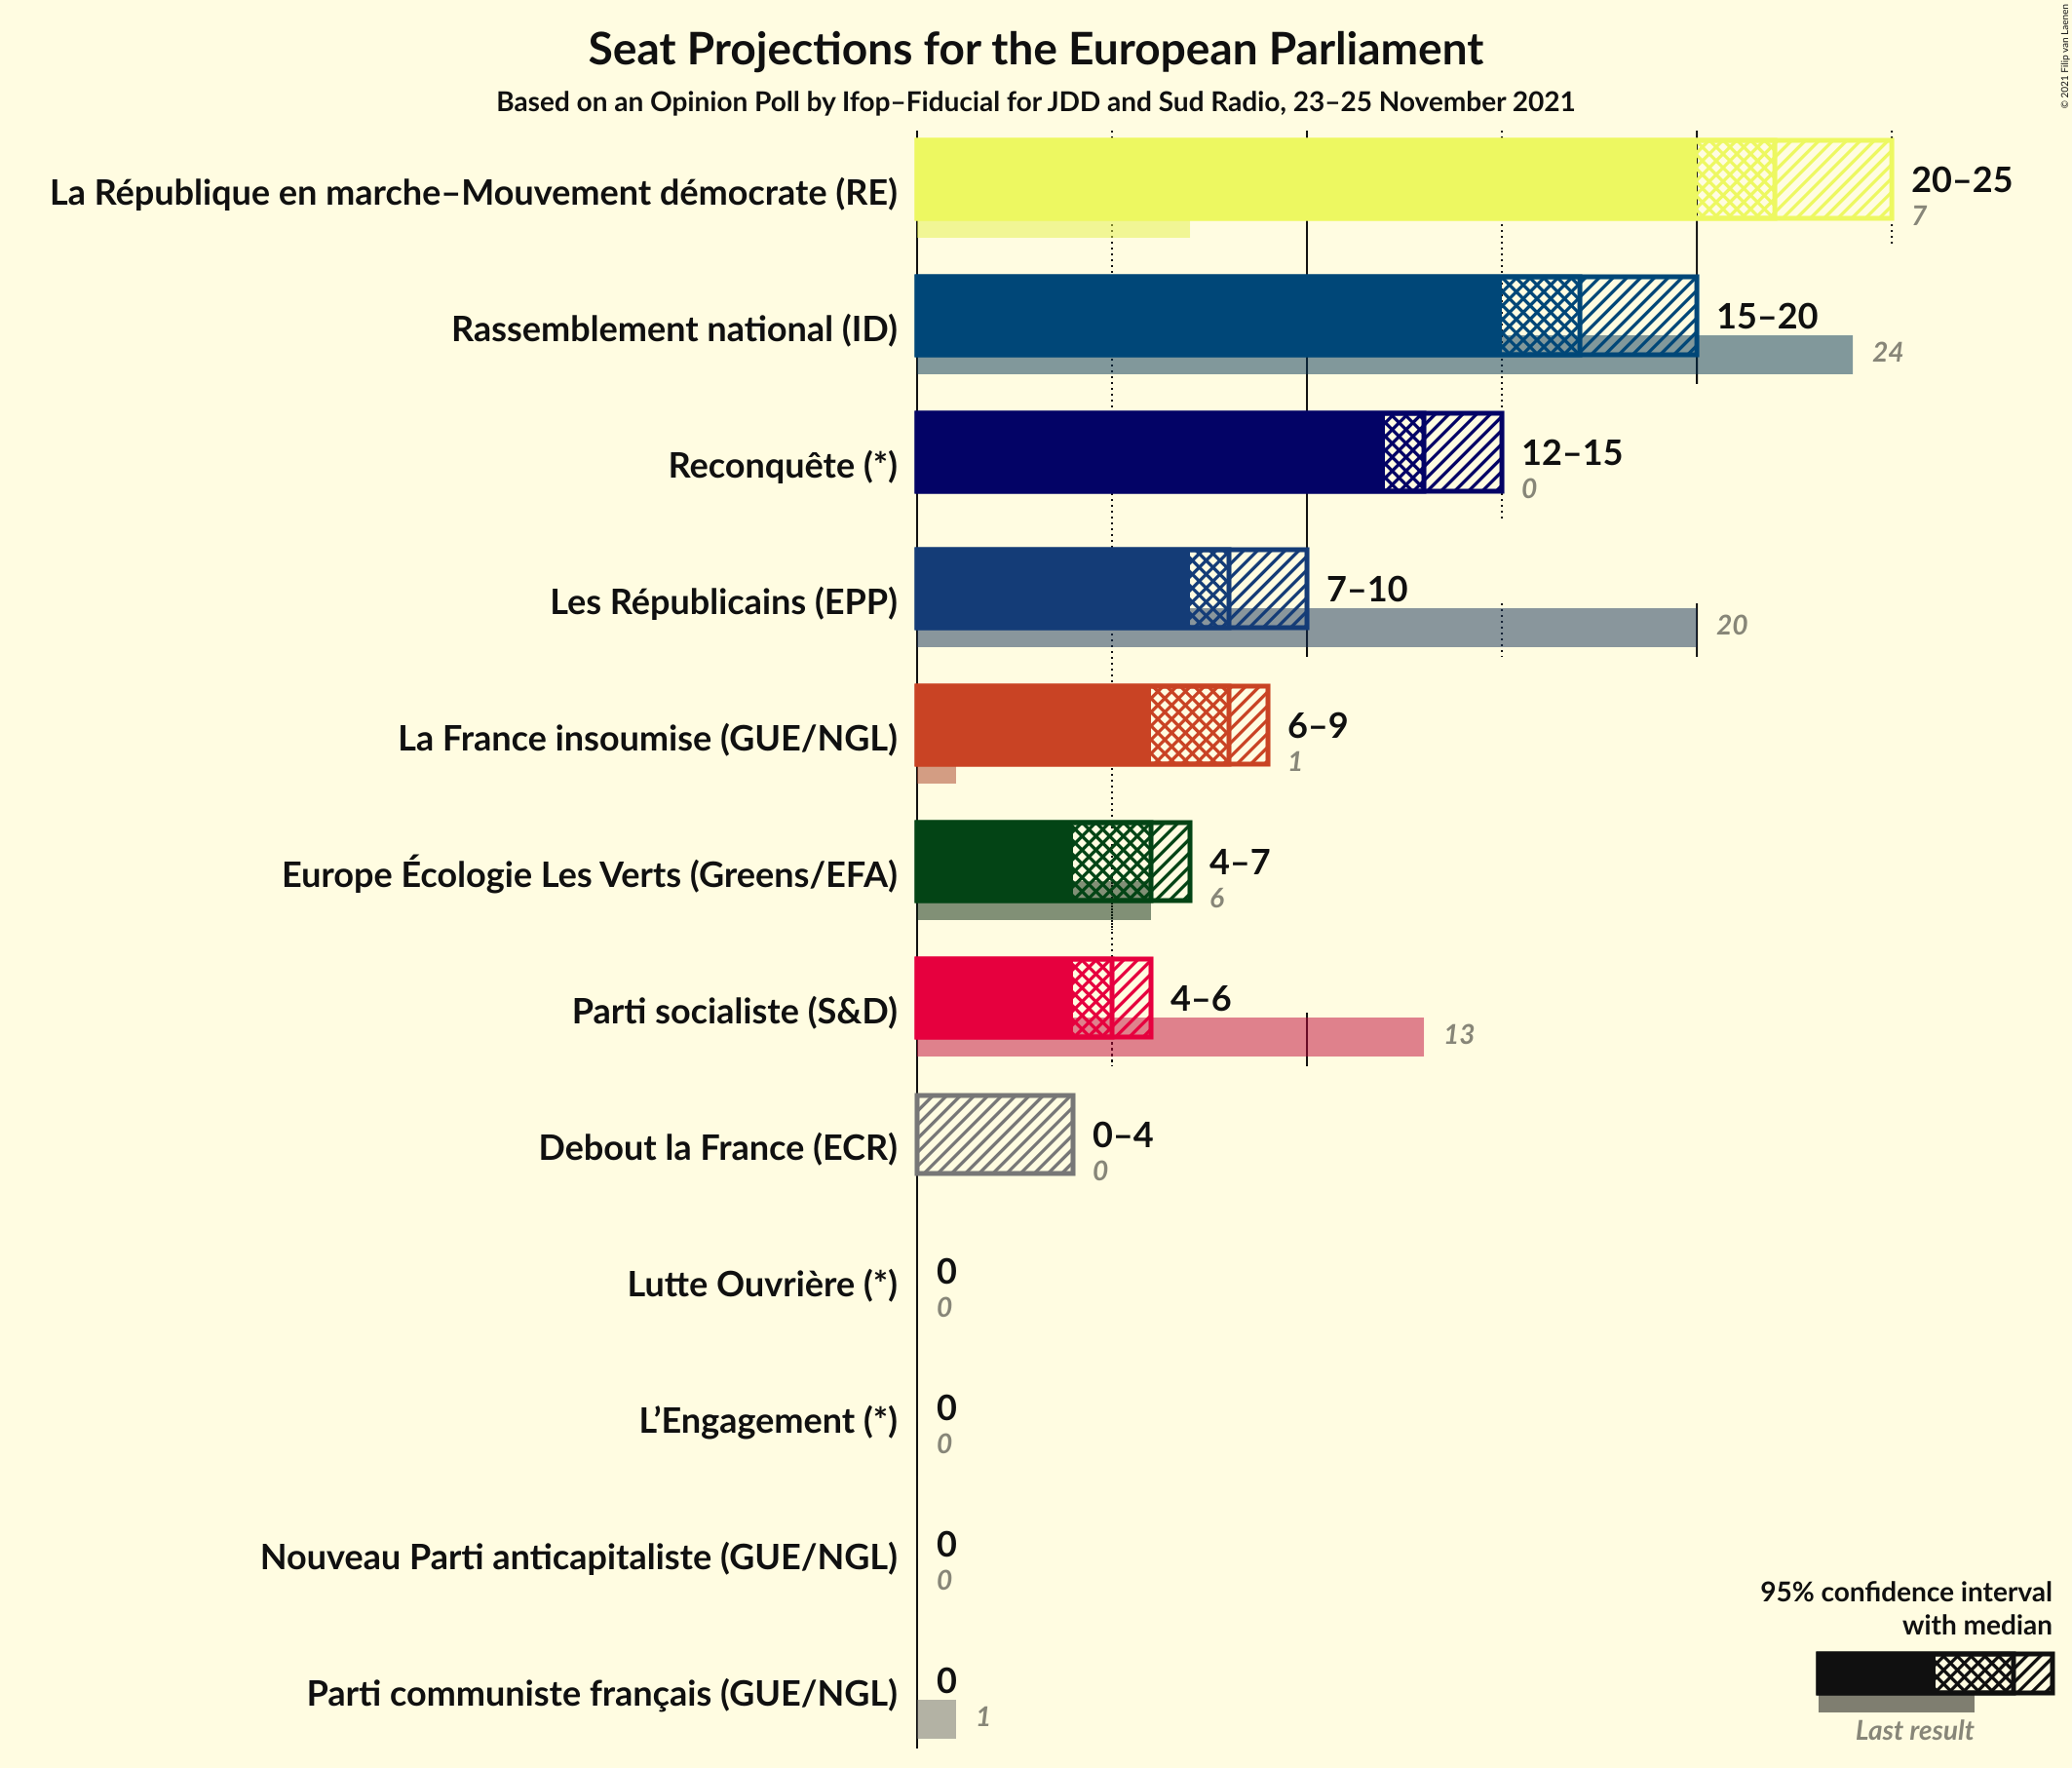 Seat Projections for the European Parliament
Based on an Opinion Poll by Ifop–Fiducial for JDD and Sud Radio, 23–25 November 2021
© 2021 Filip van Laenen
La République en marche–Mouvement démocrate (RE)
20–25
7
Rassemblement national (ID)
15–20
24
Reconquête (*)
12–15
0
Les Républicains (EPP)
7–10
20
La France insoumise (GUE/NGL)
6–9
1
Europe Écologie Les Verts (Greens/EFA)
4–7
6
Parti socialiste (S&D)
4–6
13
Debout la France (ECR)
0–4
0
Lutte Ouvrière (*)
0
0
L’Engagement (*)
0
0
Nouveau Parti anticapitaliste (GUE/NGL)
0
0
Parti communiste français (GUE/NGL)
0
1
95% confidence interval
with median
Last result